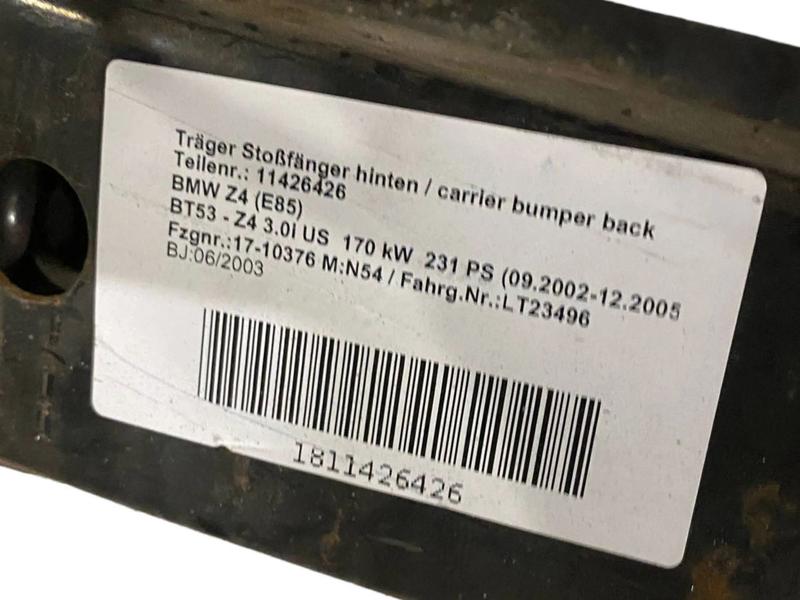 Träger Stoßfänger hinten / carrier bumper back
Teilenr.: 11426426
BMW Z4 (E85)
BT53 - Z4 3.0i US 170 kW 231 PS (09.2002-12.2005
Fzgnr.:17-10376 M:N54 / Fahrg.Nr.:LT23496
BJ:06/2003
1811426426